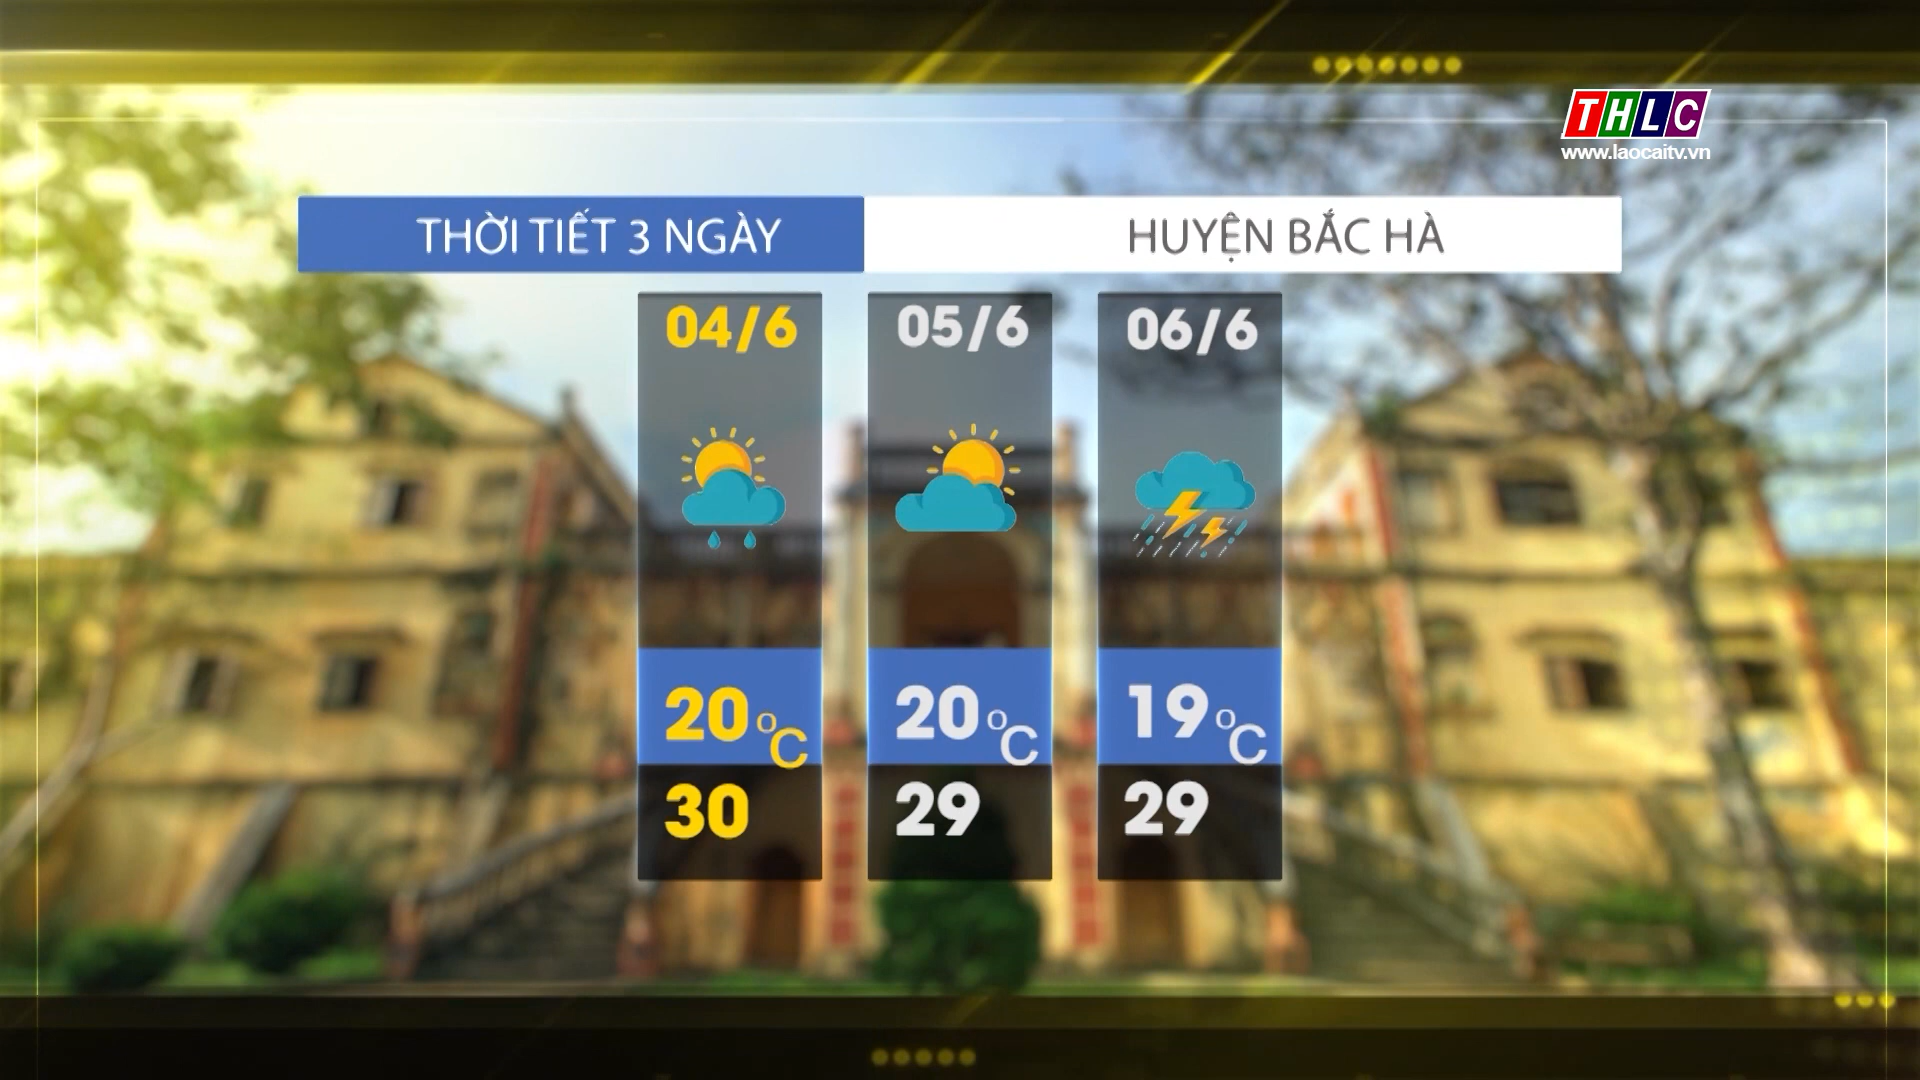 THLC
www.laocaitv.vn
THỜI TIẾT 3 NGÀY
HUYỆN BẮC HÀ
04/6
05/6
06/6
20 °C
20 °C
19 °C
30
29
29